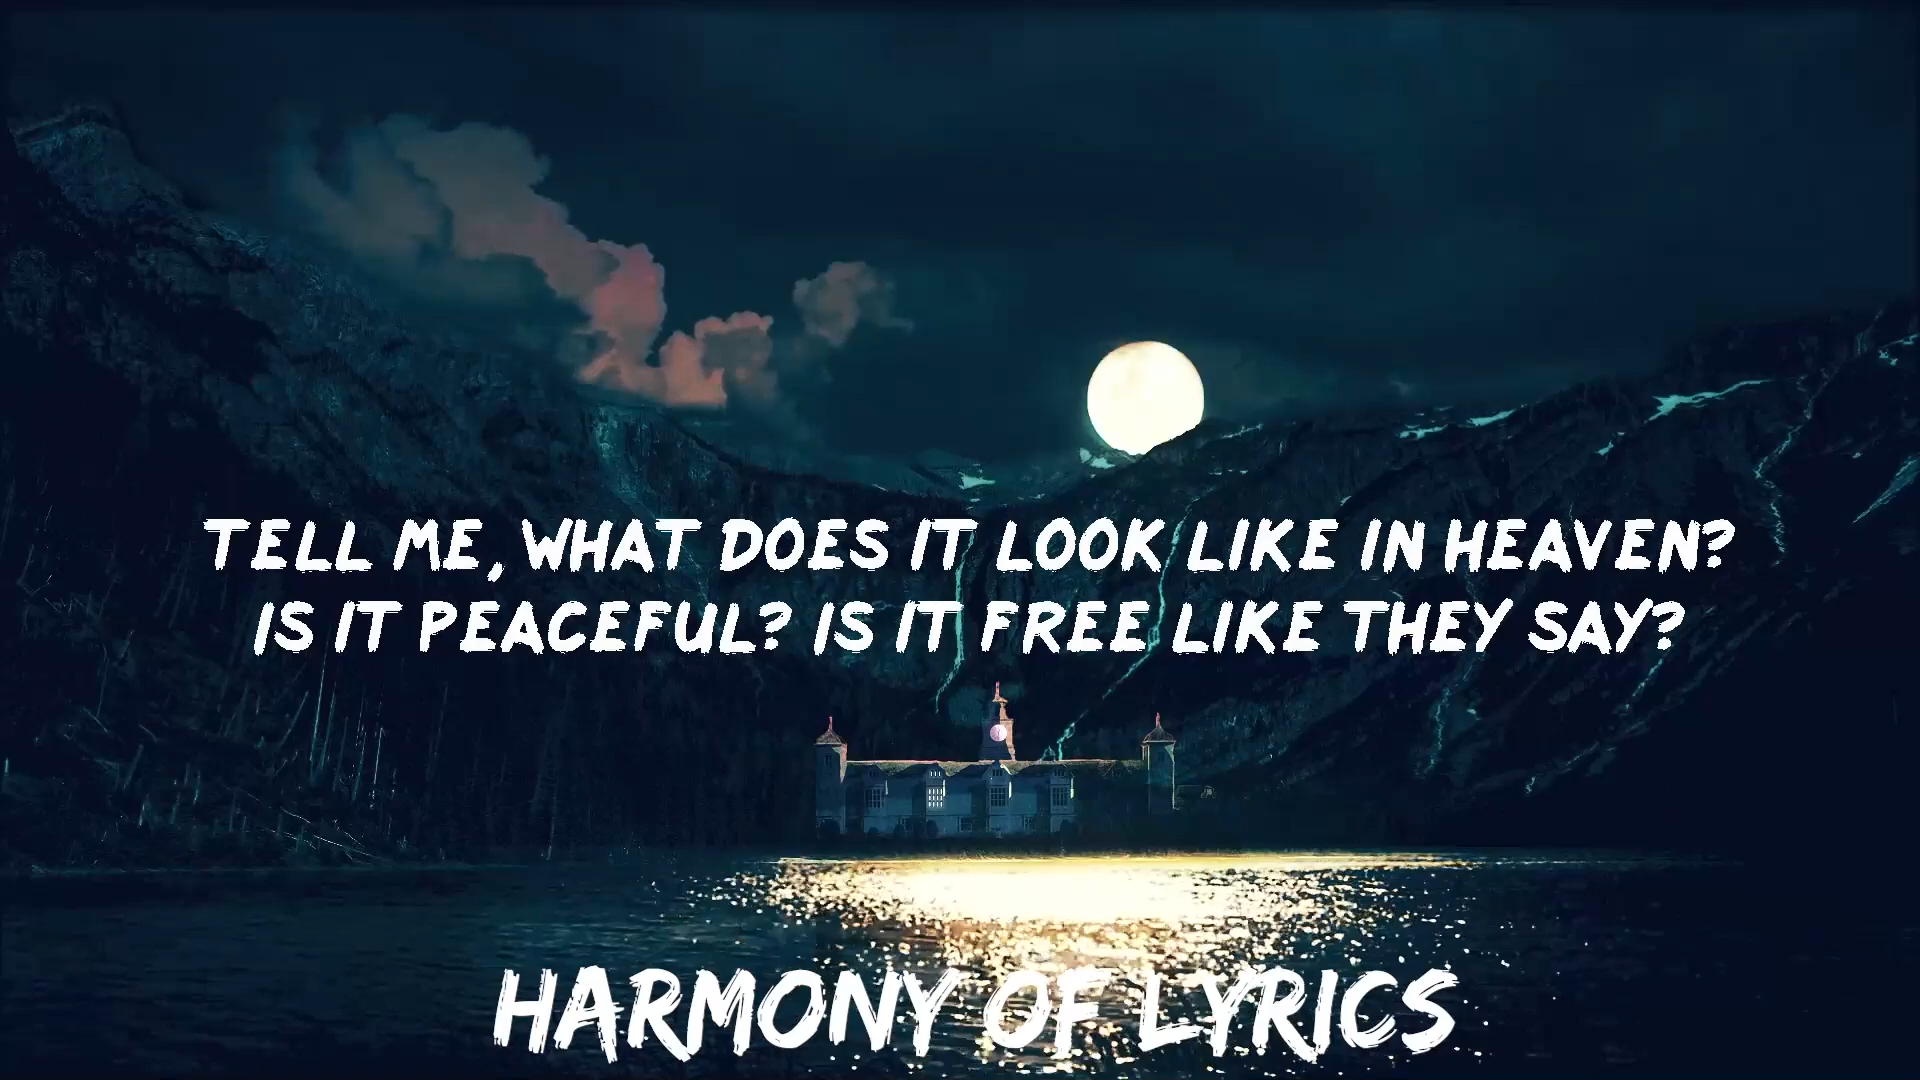 TELL ME, WHAT DOES IT LOOK LIKE IN HEAVEN?
IS IT PEACEFUL? IS IT FREE LIKE THEY SAY?
HARMONY OF LYRICS